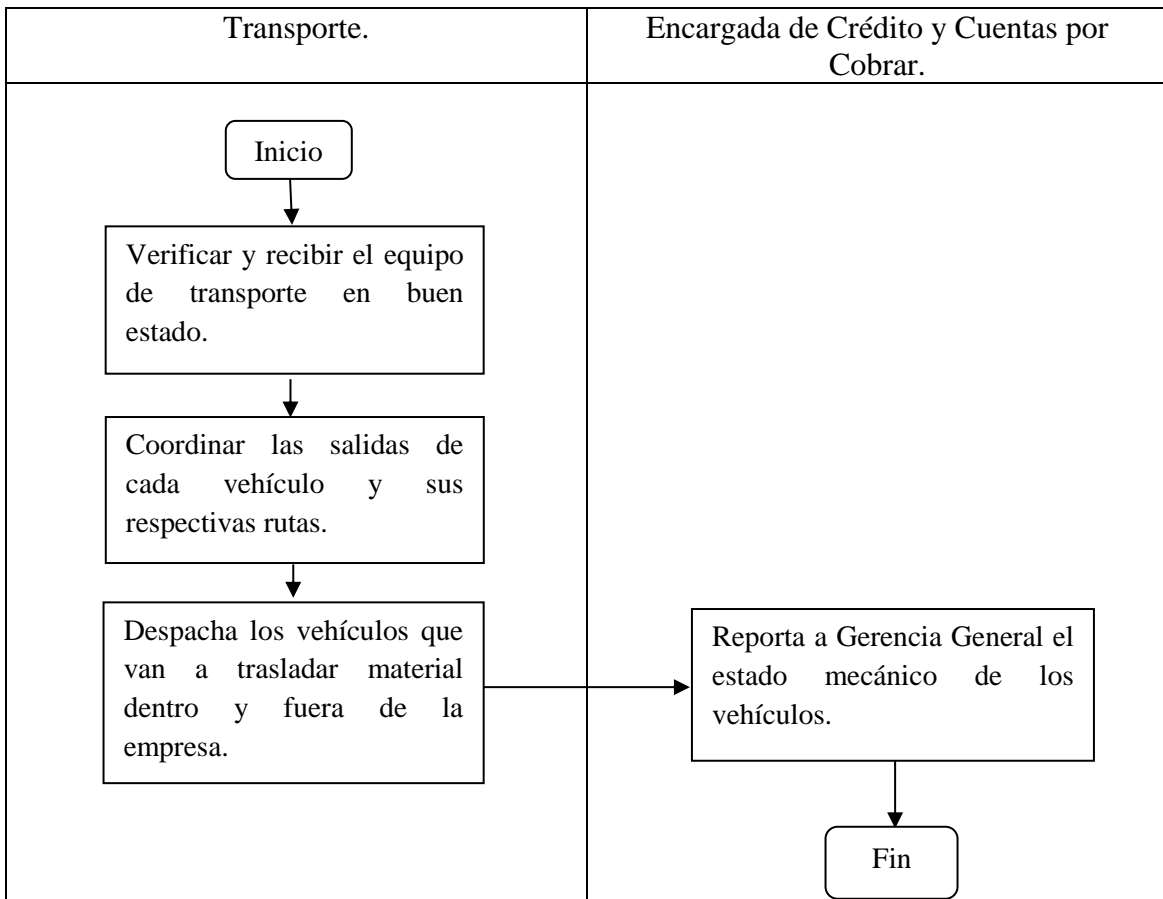 Transporte.
Encargada de Crédito y Cuentas por
Cobrar.
Inicio
Verificar y recibir el equipo
de transporte en buen
estado.
Coordinar las salidas de
cada vehículo y sus
respectivas rutas.
Despacha los vehículos que
van a trasladar material
dentro y fuera de la
empresa.
Reporta a Gerencia General el
estado mecánico de los
vehículos.
Fin